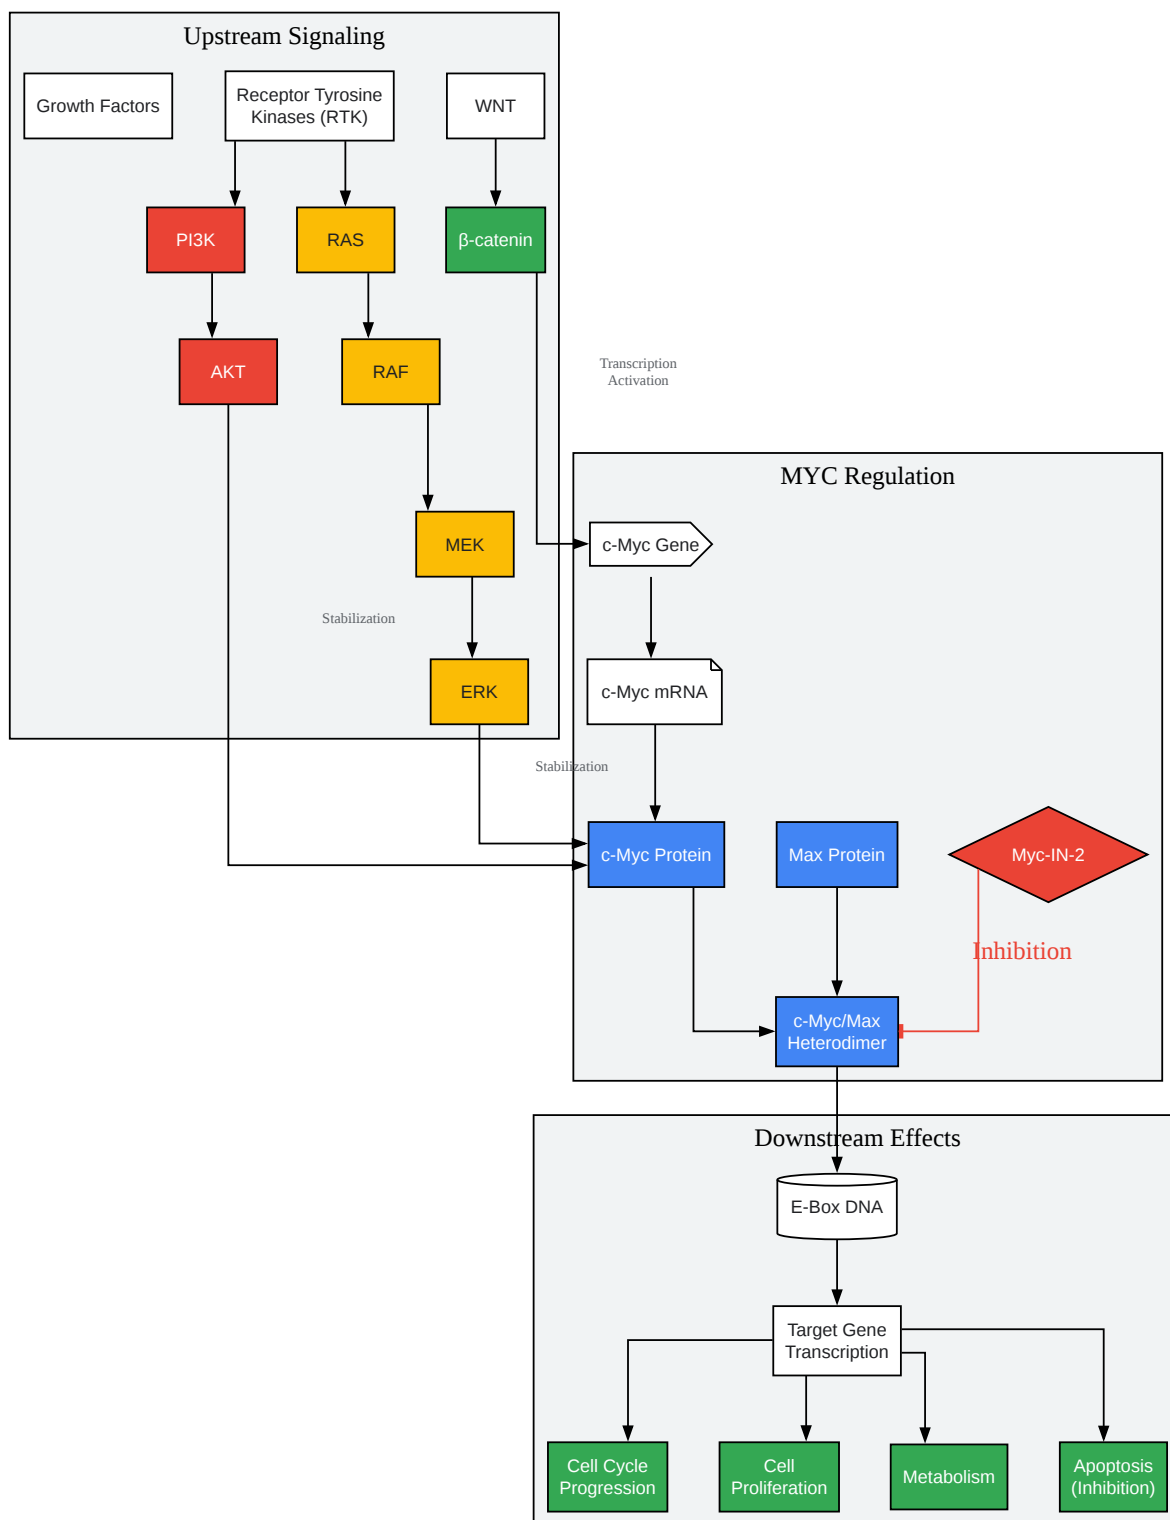 Upstream Signaling
Growth Factors
Receptor Tyrosine
Kinases (RTK)
WNT
PI3K
RAS
β-catenin
AKT
RAF
Transcription
Activation
MYC Regulation
c-Myc Gene
MEK
Stabilization
ERK
c-Myc mRNA
Stabilization
c-Myc Protein
Max Protein
Myc-IN-2
Inhibition
c-Myc/Max
Heterodimer
Downstream Effects
E-Box DNA
Target Gene
Transcription
Cell Cycle
Progression
Cell
Proliferation
Metabolism
Apoptosis
(Inhibition)